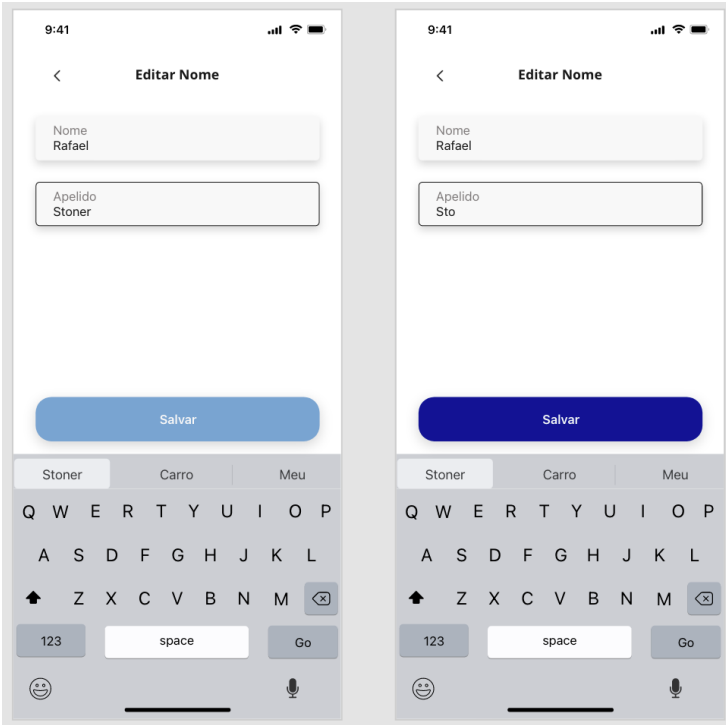 9:41
Editar Nome
Nome
Rafael
Apelido
Stoner
Salvar
Stoner Carro Meu
Q W E R T Y U I O P
A S D F G H J K L
Z X C V B N M
123 space Go
9:41
Editar Nome
Nome
Rafael
Apelido
Sto
Salvar
Stoner Carro Meu
Q W E R T Y U I O P
A S D F G H J K L
Z X C V B N M
123 space Go